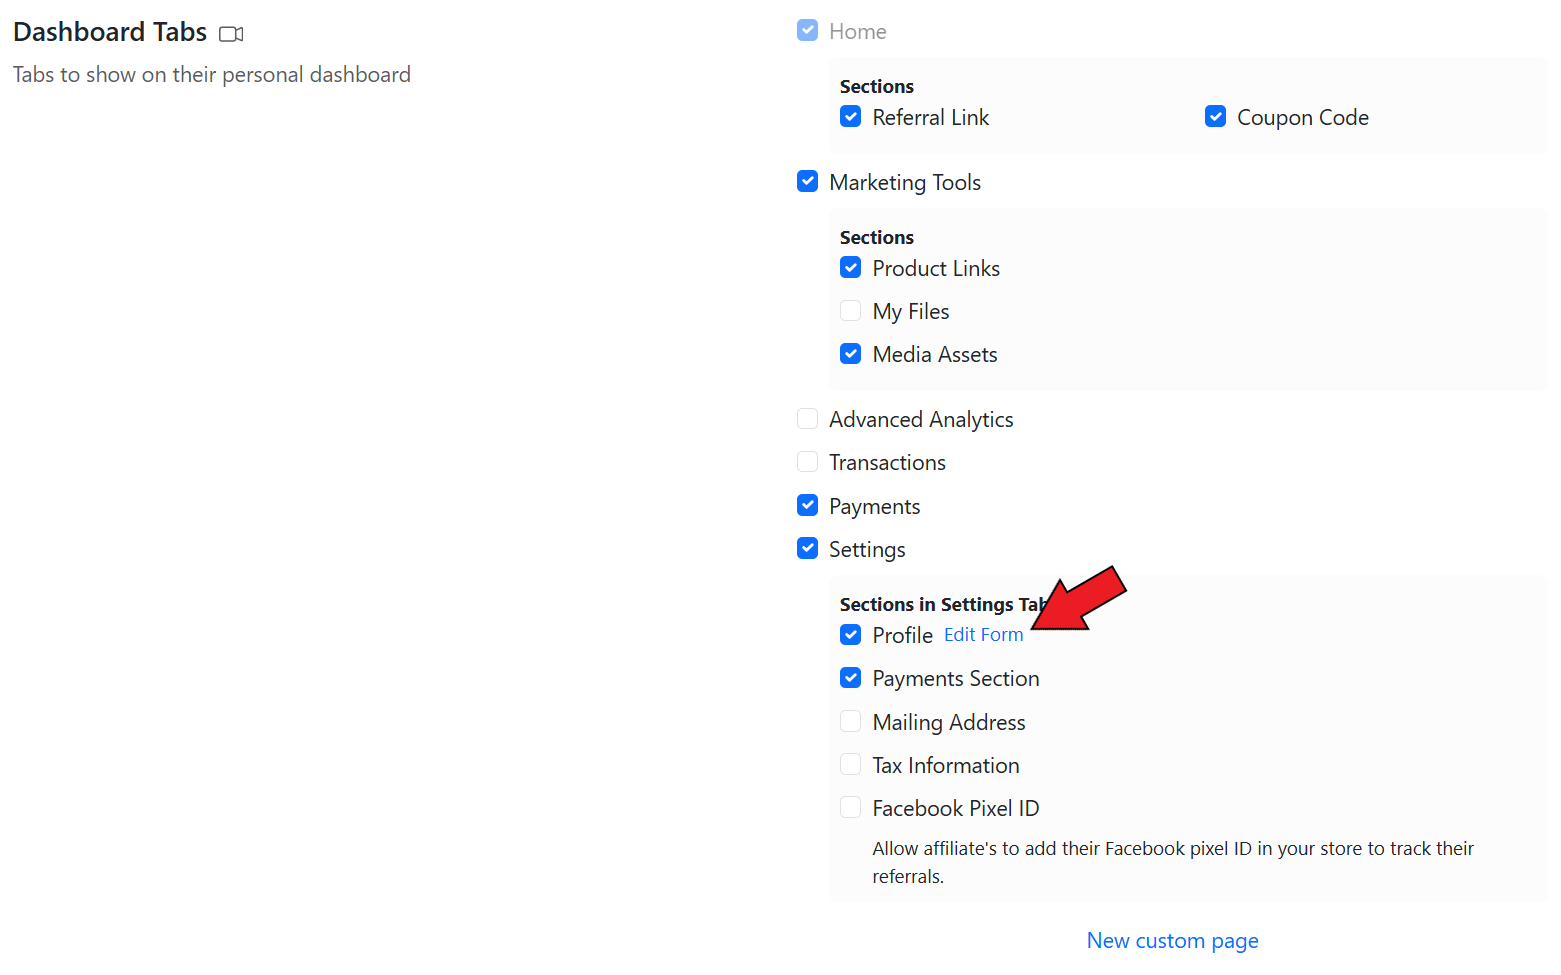 Dashboard Tabs
Tabs to show on their personal dashboard
Home
Sections
Referral Link
Coupon Code
Marketing Tools
Sections
Product Links
My Files
Media Assets
Advanced Analytics
Transactions
Payments
Settings
Sections in Settings Tab
Profile Edit Form
Payments Section
Mailing Address
Tax Information
Facebook Pixel ID
Allow affiliate's to add their Facebook pixel ID in your store to track their
referrals.
New custom page